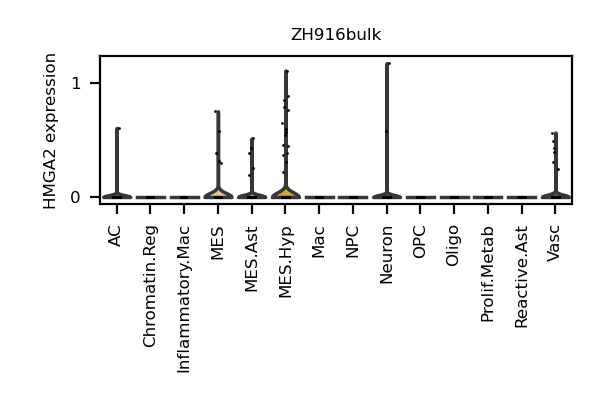 ZH916bulk
HMGA2 expression
1
0
AC
Chromatin.Reg
Inflammatory.Mac
MES
MES.Ast
MES.Hyp
Mac
NPC
Neuron
OPC
Oligo
Prolif.Metab
Reactive.Ast
Vasc